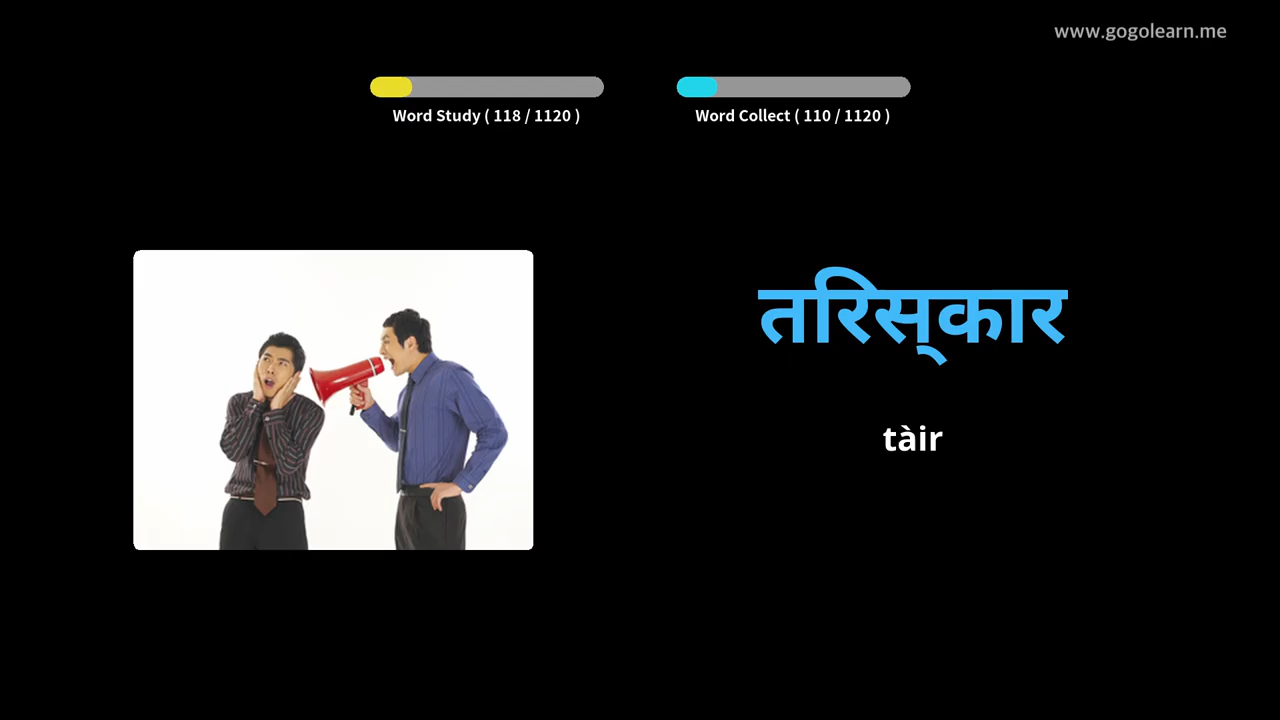 www.gogolearn.me
Word Study ( 118 / 1120 )
Word Collect ( 110 / 1120 )
तरिस्‌कार
tàir